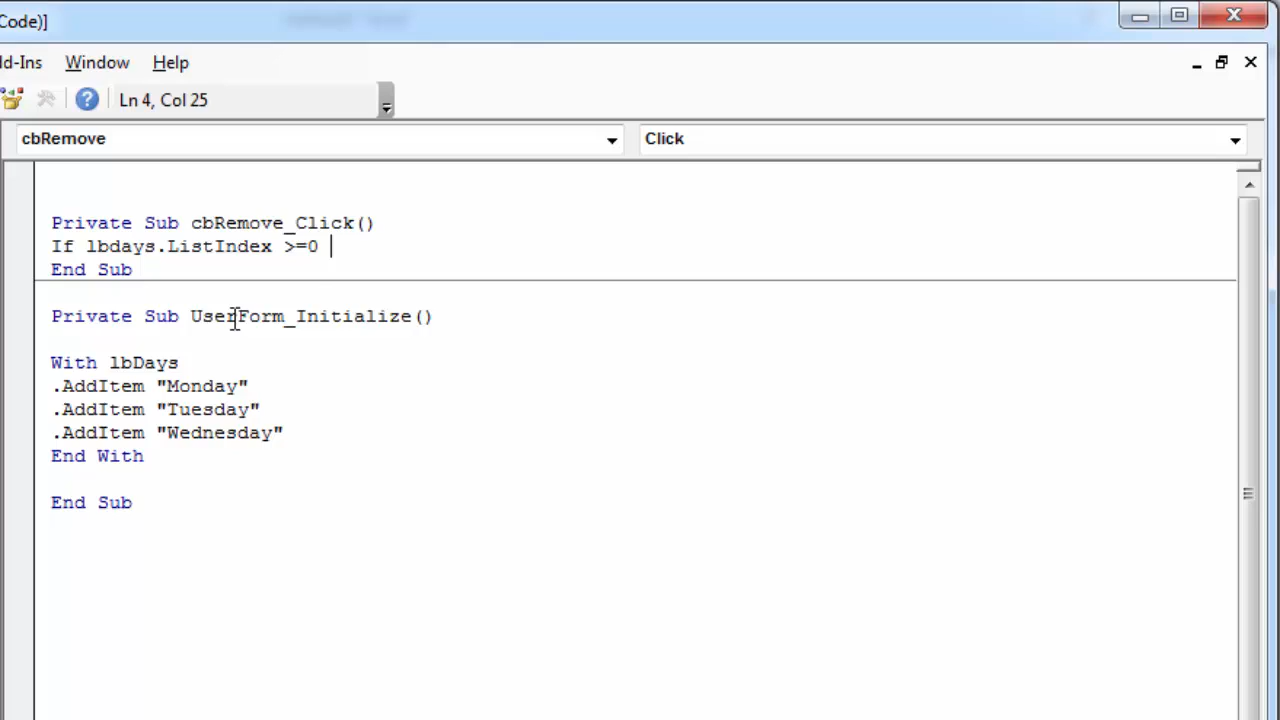 Code)]
ld-Ins Window Help
Ln 4, Col 25
cbRemove Click
Private Sub cbRemove_Click()
If lbdays.ListIndex >=0
End Sub
Private Sub UserForm_Initialize()
With lbDays
.AddItem "Monday"
.AddItem "Tuesday"
.AddItem "Wednesday"
End With
End Sub